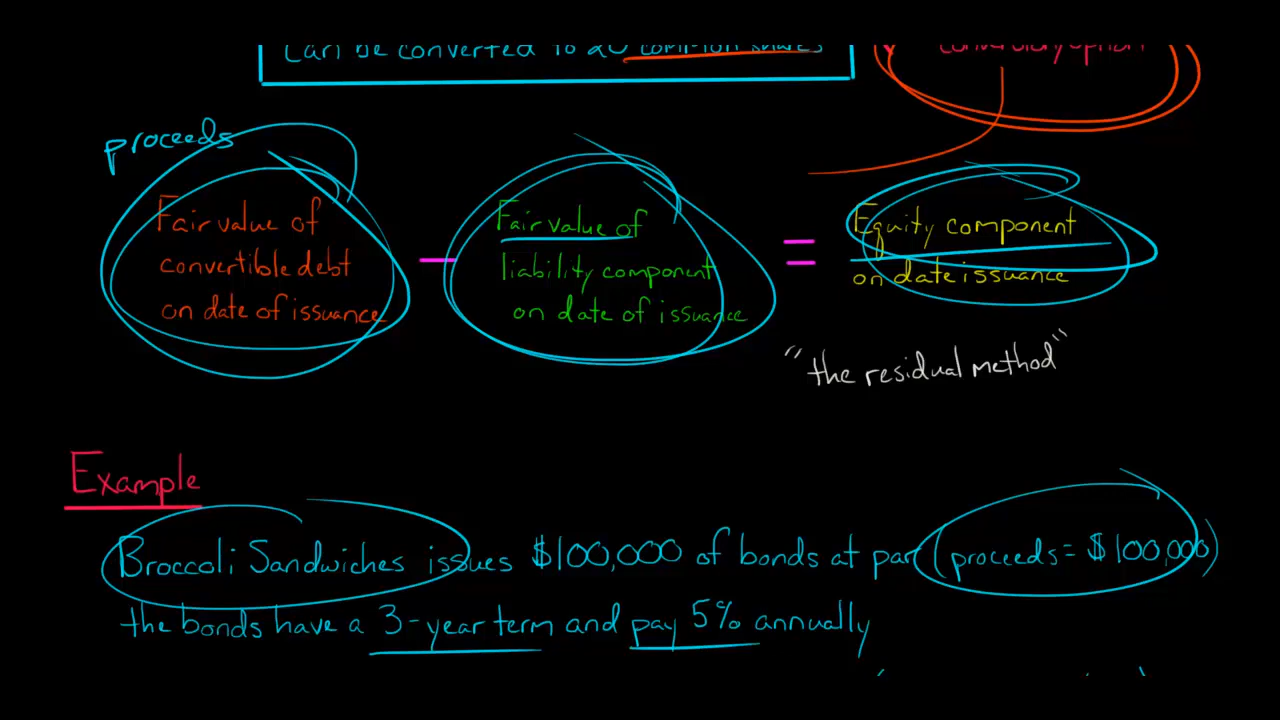 Can be converted to 20 common shares
conversion option
proceeds
Fair value of
convertible debt
on date of issuance
Fair value of
liability component
on date of issuance
Equity component
on date issuance
"the residual method"
Example
Broccoli Sandwiches issues $100,000 of bonds at par (proceeds = $100,000)
the bonds have a 3-year term and pay 5% annually